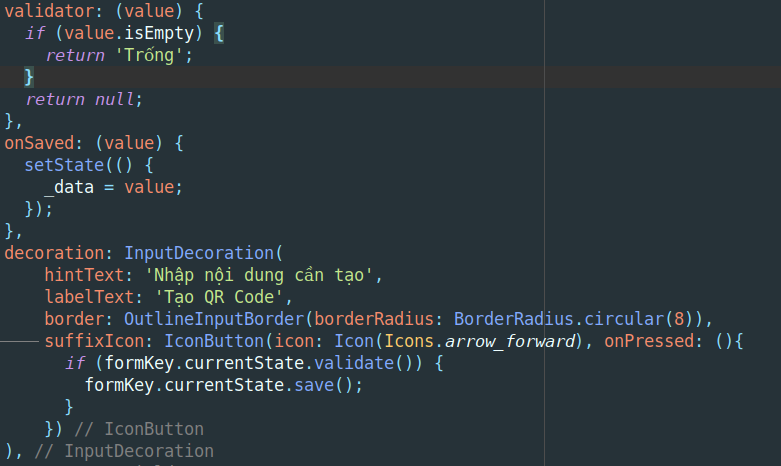 validator: (value) {
if (value.isEmpty) {
return 'Trống';
}
return null;
},
onSaved: (value) {
setState(() {
_data = value;
});
},
decoration: InputDecoration(
hintText: 'Nhập nội dung cần tạo',
labelText: 'Tạo QR Code',
border: OutlineInputBorder(borderRadius: BorderRadius.circular(8)),
suffixIcon: IconButton(icon: Icon(Icons.arrow_forward), onPressed: (){
if (formKey.currentState.validate()) {
formKey.currentState.save();
}
}) // IconButton
), // InputDecoration